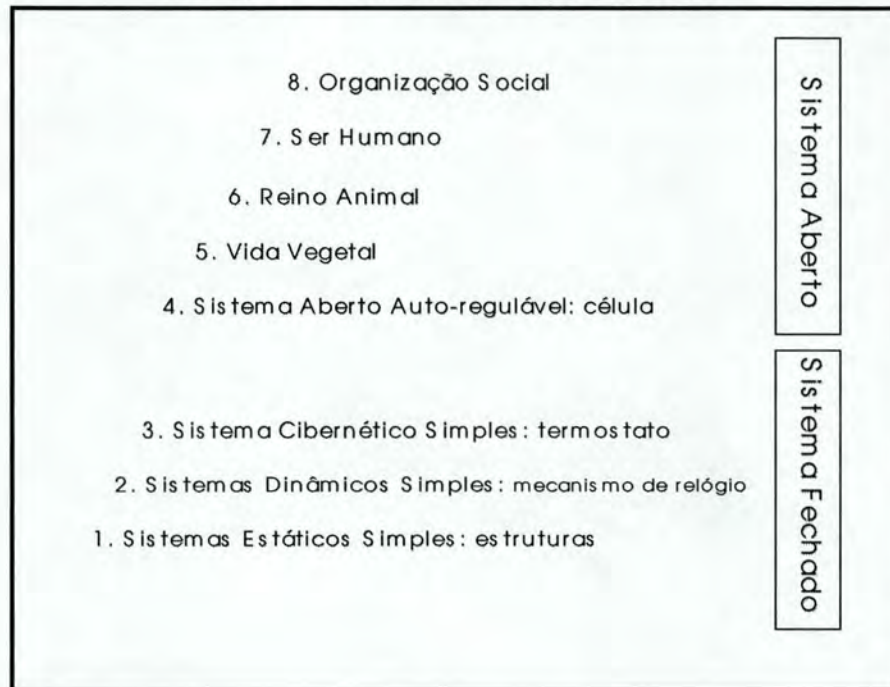 8. Organização Social
7. Ser Humano
6. Reino Animal
5. Vida Vegetal
4. Sistema Aberto Auto-regulável: célula
3. Sistema Cibernético Simples: termostato
2. Sistemas Dinâmicos Simples: mecanismo de relógio
1. Sistemas Estáticos Simples: estruturas
Sistema Aberto
Sistema Fechado